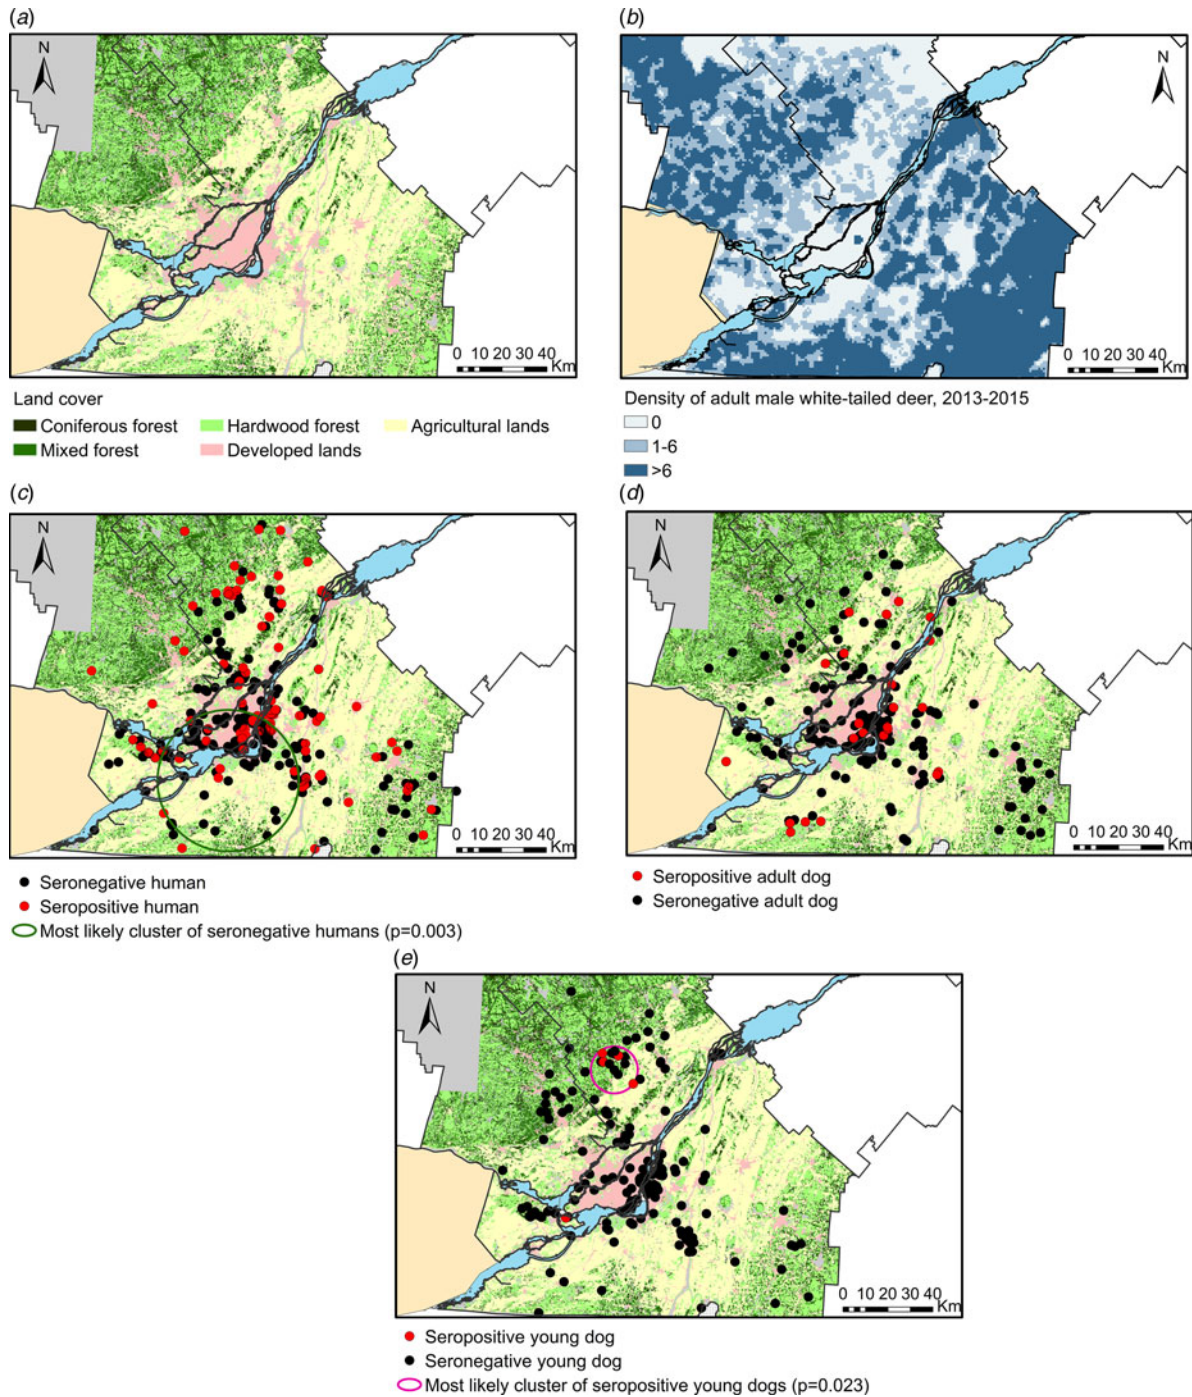 (a)
(b)
N
N
0 10 20 30 40
Km
0 10 20 30 40
Km
Land cover
Coniferous forest
Hardwood forest
Agricultural lands
Mixed forest
Developed lands
Density of adult male white-tailed deer, 2013-2015
0
1-6
>6
(c)
(d)
N
N
0 10 20 30 40
Km
0 10 20 30 40
Km
Seronegative human
Seropositive human
Most likely cluster of seronegative humans (p=0.003)
Seropositive adult dog
Seronegative adult dog
(e)
N
0 10 20 30 40
Km
Seropositive young dog
Seronegative young dog
Most likely cluster of seropositive young dogs (p=0.023)